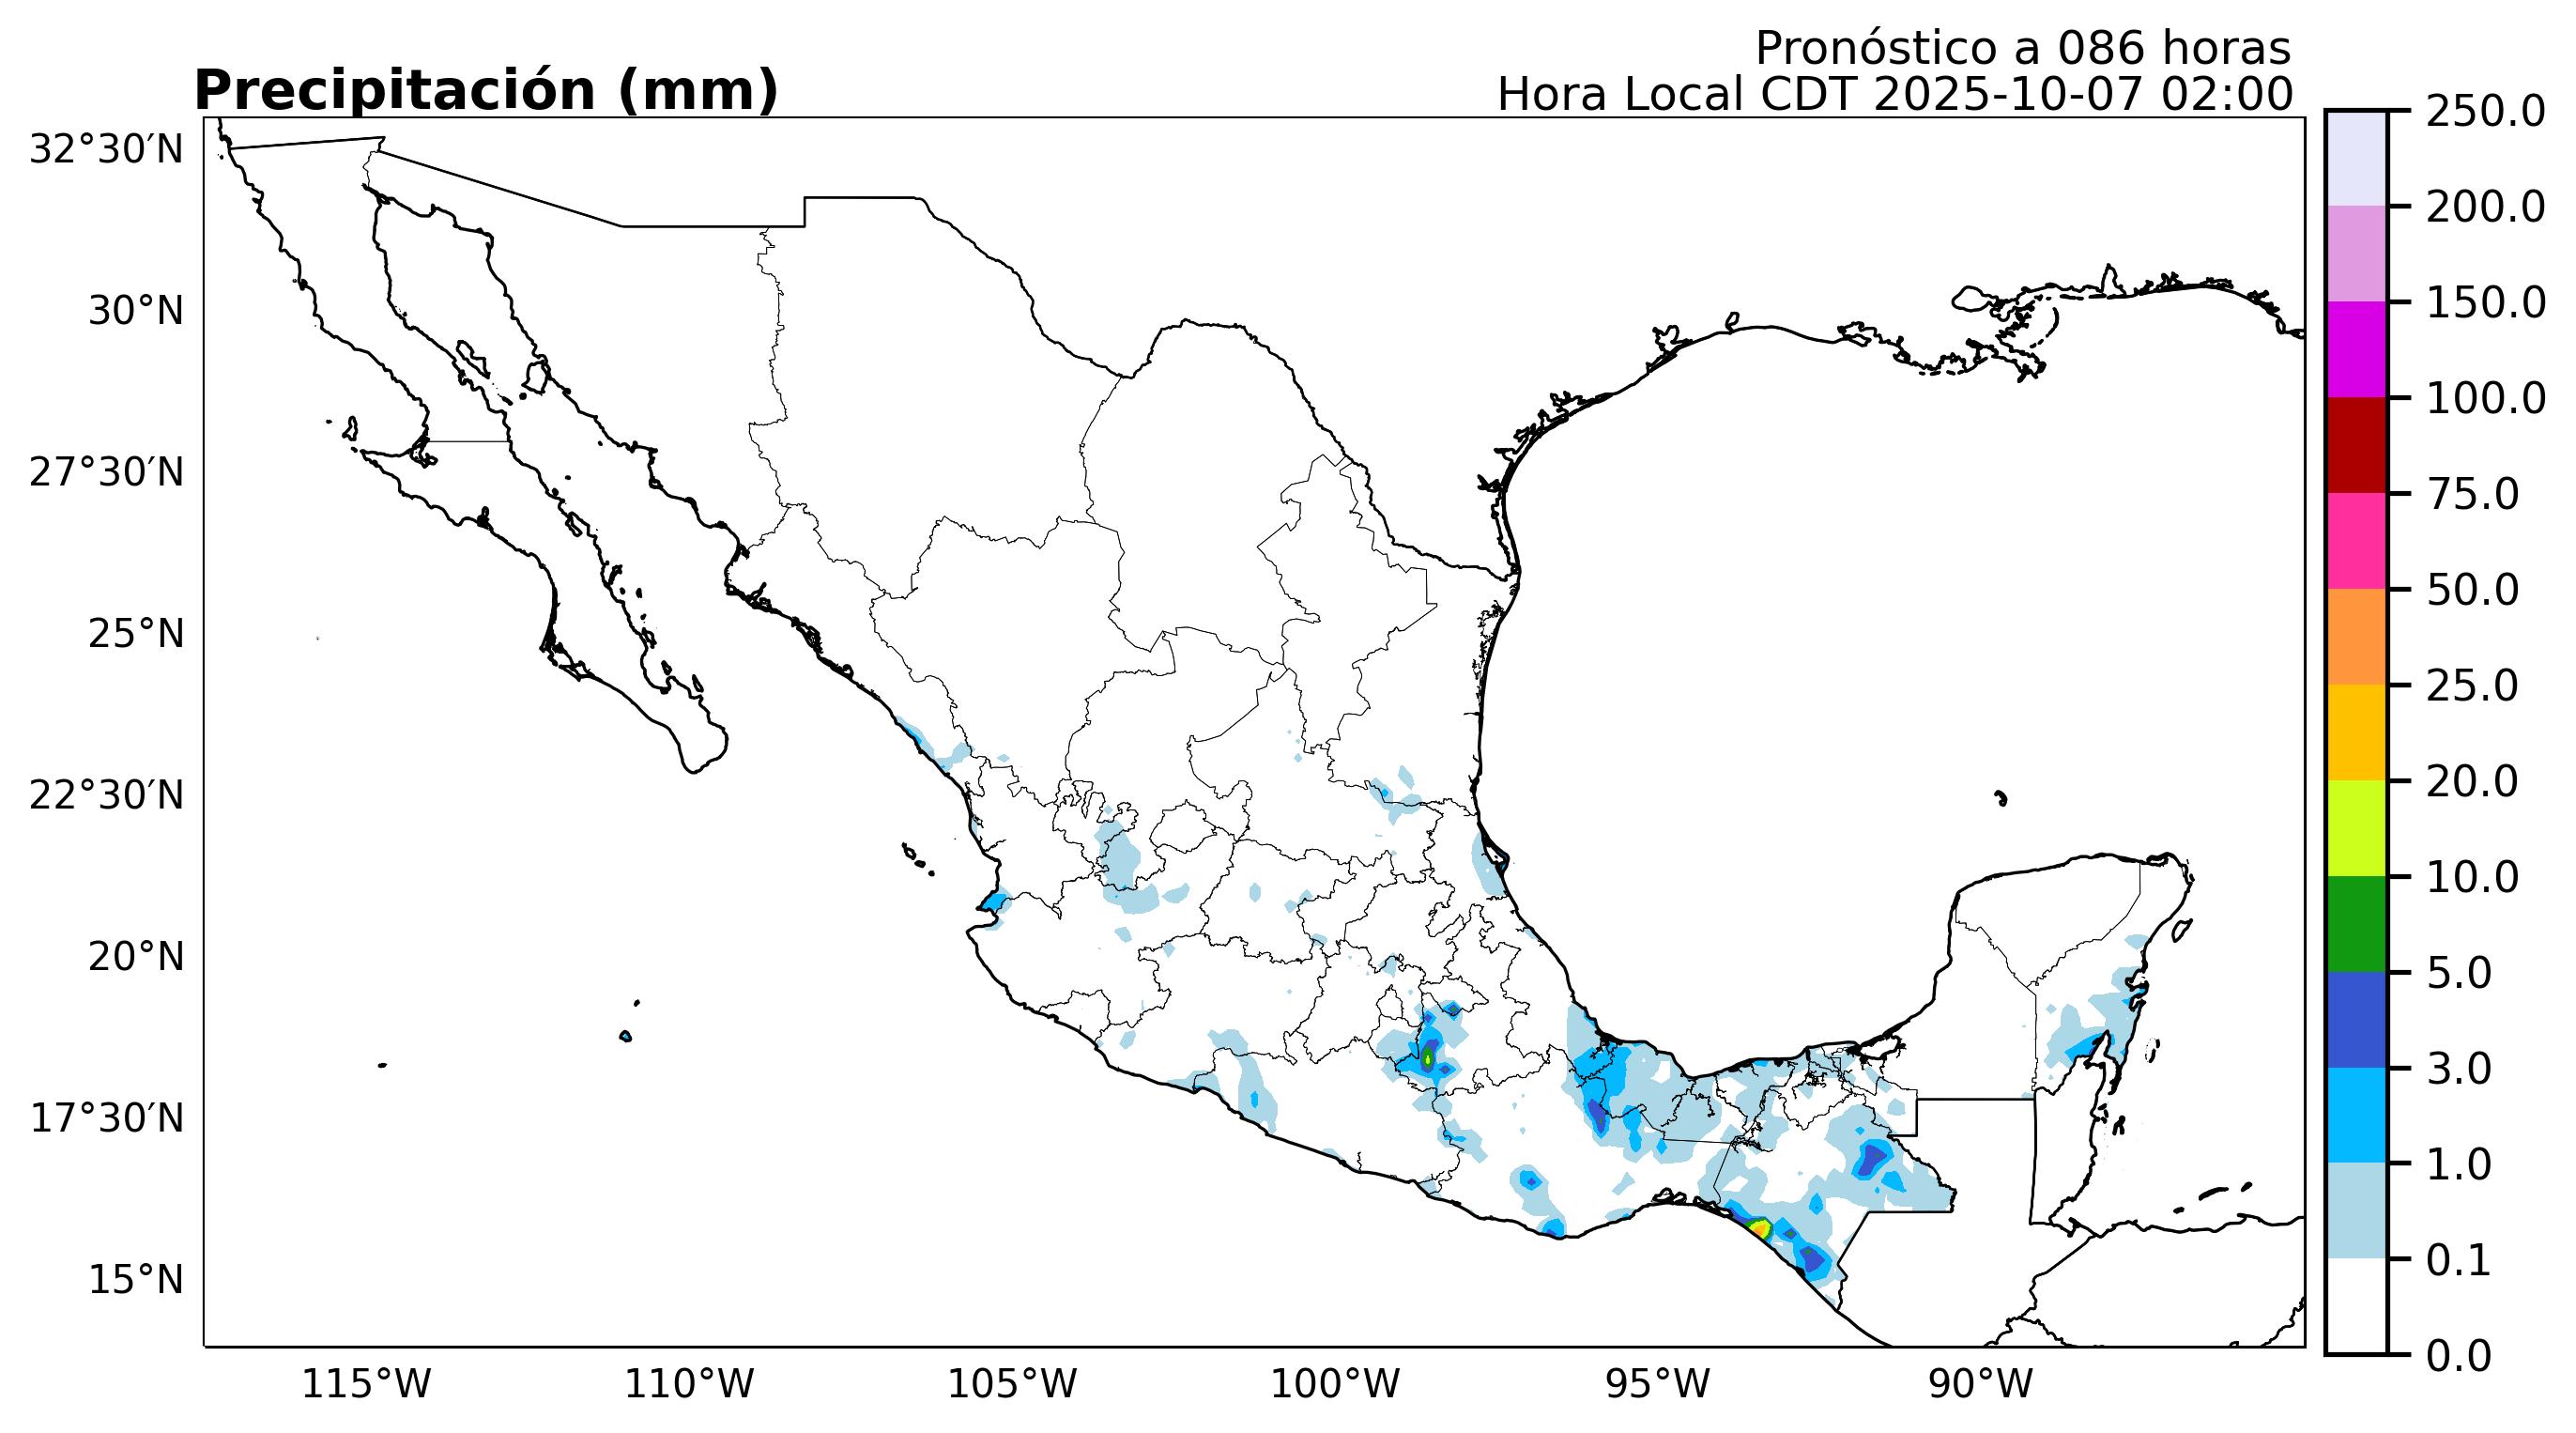 Pronóstico a 086 horas
Precipitación (mm)
Hora Local CDT 2025-10-07 02:00
32°30′N
30°N
27°30′N
25°N
22°30′N
20°N
17°30′N
15°N
115°W
110°W
105°W
100°W
95°W
90°W
250.0
200.0
150.0
100.0
75.0
50.0
25.0
20.0
10.0
5.0
3.0
1.0
0.1
0.0